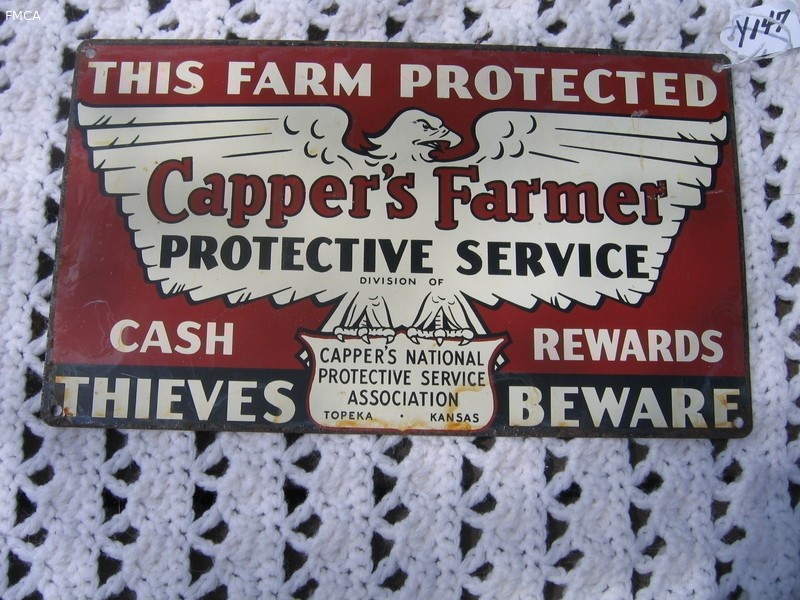 FMCA
Y147
THIS FARM PROTECTED
Capper's Farmer
PROTECTIVE SERVICE
DIVISION OF
CASH REWARDS
CAPPER'S NATIONAL
PROTECTIVE SERVICE
ASSOCIATION
TOPEKA · KANSAS
THIEVES BEWARE